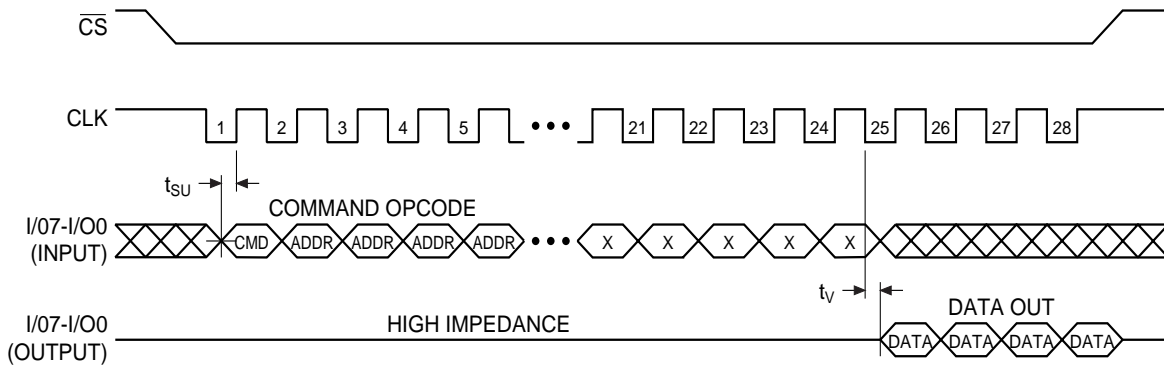 CS
CLK
1 2 3 4 5 ••• 21 22 23 24 25 26 27 28
tSU
COMMAND OPCODE
I/07-I/O0
(INPUT)
CMD ADDR ADDR ADDR ADDR ••• X X X X X
tV
DATA OUT
I/07-I/O0
(OUTPUT)
HIGH IMPEDANCE
DATA DATA DATA DATA